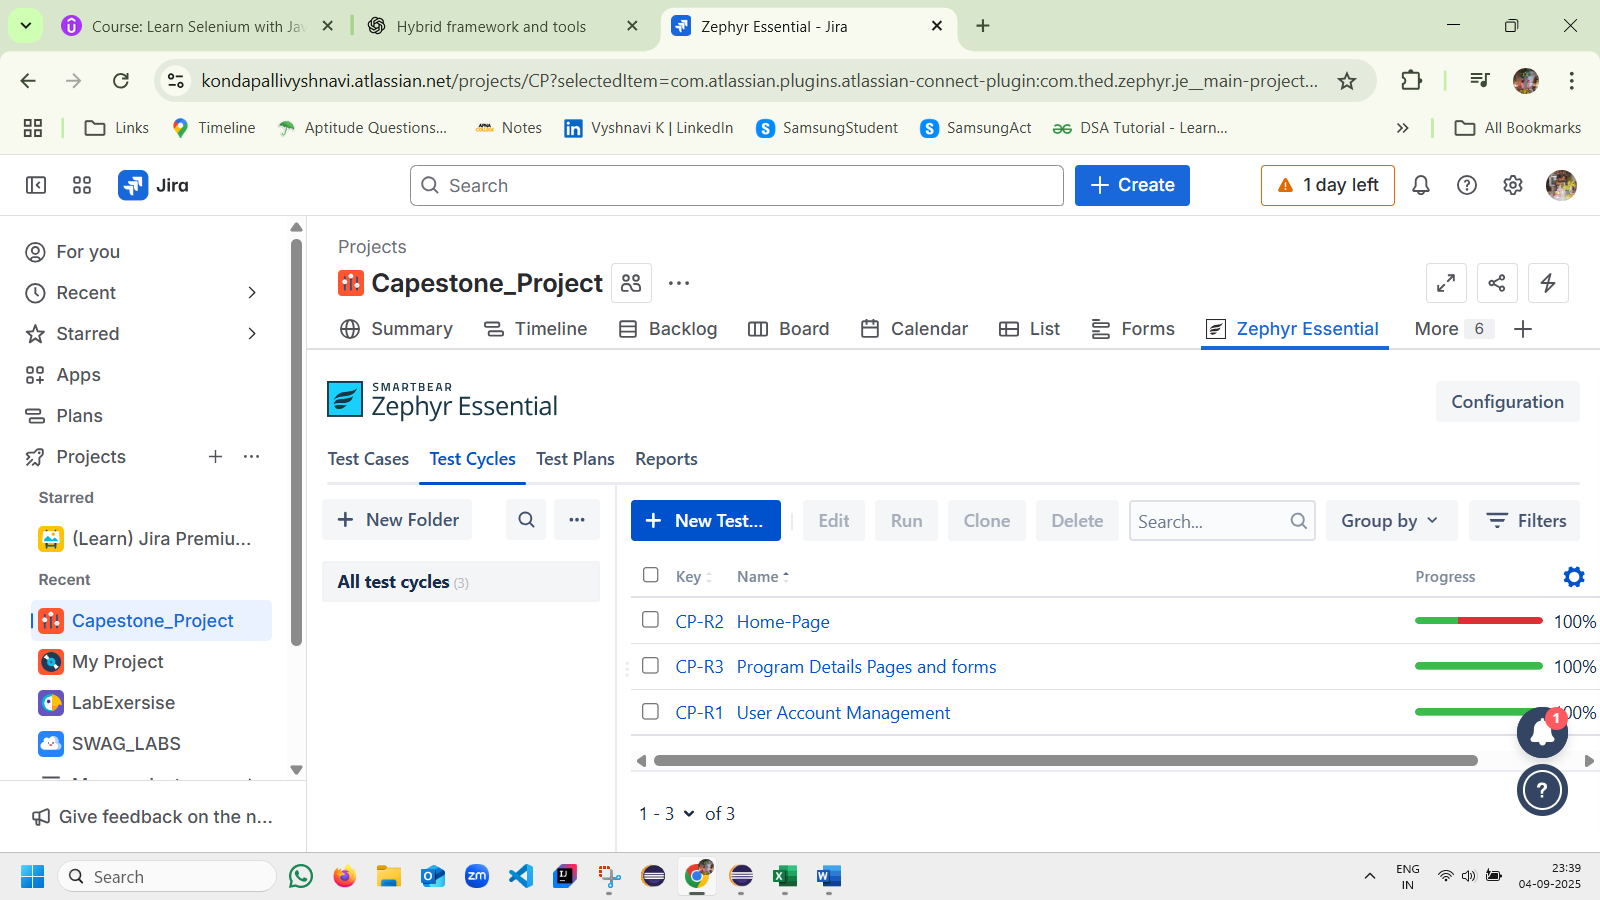 Course: Learn Selenium with Jav
Hybrid framework and tools
Zephyr Essential - Jira
kondapallivyshnavi.atlassian.net/projects/CP?selectedItem=com.atlassian.plugins.atlassian-connect-plugin:com.thed.zephyr.je__main-project...
Links
Timeline
Aptitude Questions...
Notes
Vyshnavi K | LinkedIn
SamsungStudent
SamsungAct
DSA Tutorial - Learn...
All Bookmarks
Jira
Search
Create
1 day left
For you
Recent
Starred
Apps
Plans
Projects
Starred
(Learn) Jira Premiu...
Recent
Capestone_Project
My Project
LabExersise
SWAG_LABS
Give feedback on the n...
Projects
Capestone_Project
Summary
Timeline
Backlog
Board
Calendar
List
Forms
Zephyr Essential
More 6
SMARTBEAR
Zephyr Essential
Configuration
Test Cases
Test Cycles
Test Plans
Reports
New Folder
All test cycles (3)
New Test...
Edit
Run
Clone
Delete
Search...
Group by
Filters
Key
Name
Progress
CP-R2 Home-Page 100%
CP-R3 Program Details Pages and forms 100%
CP-R1 User Account Management 00%
1
1 - 3 of 3
?
Search
ENG
IN
23:39
04-09-2025